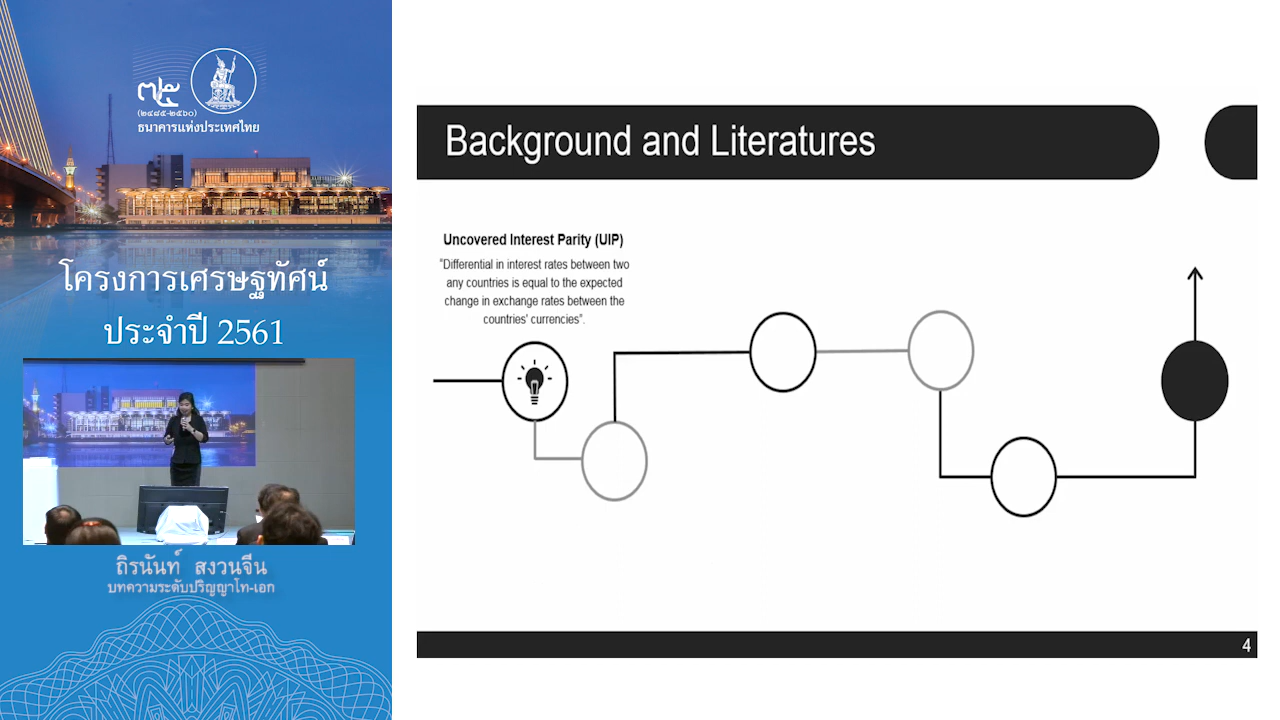 ๗๕
(๒๔๘๕-๒๕๖๐)
ธนาคารแห่งประเทศไทย
โครงการเศรษฐทัศน์
ประจำปี 2561
ถิรนันท์ สงวนจีน
บทความระดับปริญญาโท-เอก
Background and Literatures
Uncovered Interest Parity (UIP)
"Differential in interest rates between two
any countries is equal to the expected
change in exchange rates between the
countries' currencies".
4